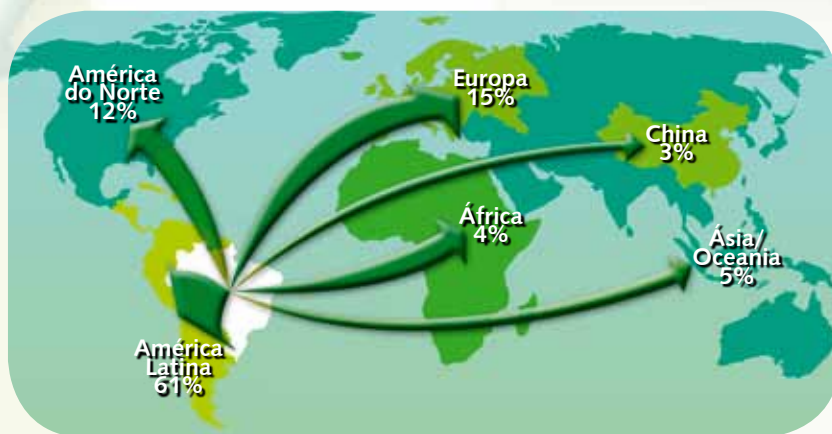 América
do Norte
12%
Europa
15%
China
3%
África
4%
Ásia/
Oceania
5%
América
Latina
61%